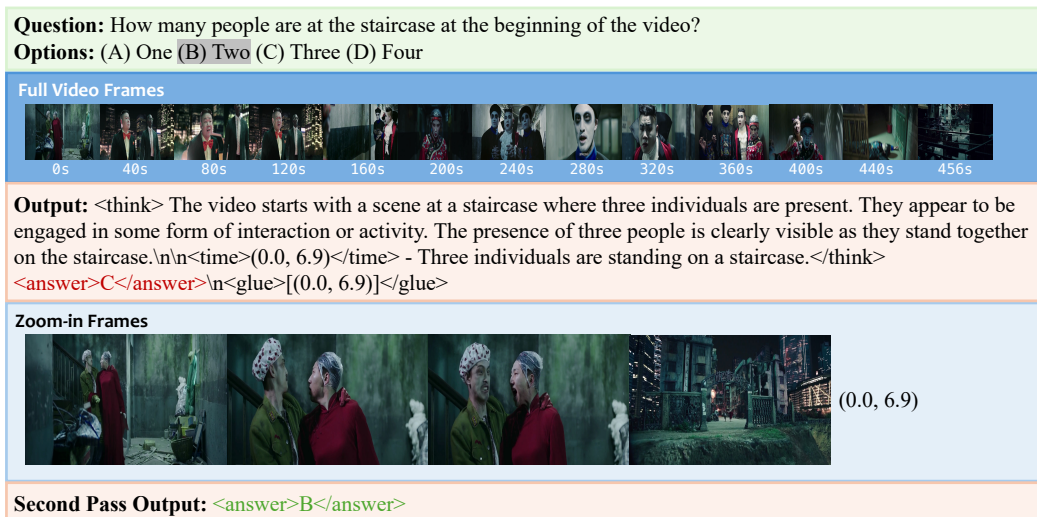 Question: How many people are at the staircase at the beginning of the video?
Options: (A) One (B) Two (C) Three (D) Four
Full Video Frames
0s 40s 80s 120s 160s 200s 240s 280s 320s 360s 400s 440s 456s
Output: <think> The video starts with a scene at a staircase where three individuals are present. They appear to be
engaged in some form of interaction or activity. The presence of three people is clearly visible as they stand together
on the staircase.\n\n<time>(0.0, 6.9)</time> - Three individuals are standing on a staircase.</think>
<answer>C</answer>\n<glue>[(0.0, 6.9)]</glue>
Zoom-in Frames
(0.0, 6.9)
Second Pass Output: <answer>B</answer>